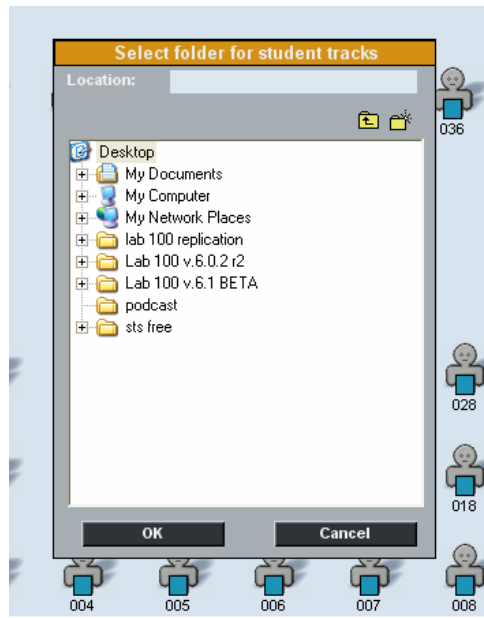 Select folder for student tracks
Location:
036
Desktop
My Documents
My Computer
My Network Places
lab 100 replication
Lab 100 v.6.0.2 r2
Lab 100 v.6.1 BETA
podcast
sts free
028
018
OK Cancel
004 005 006 007 008